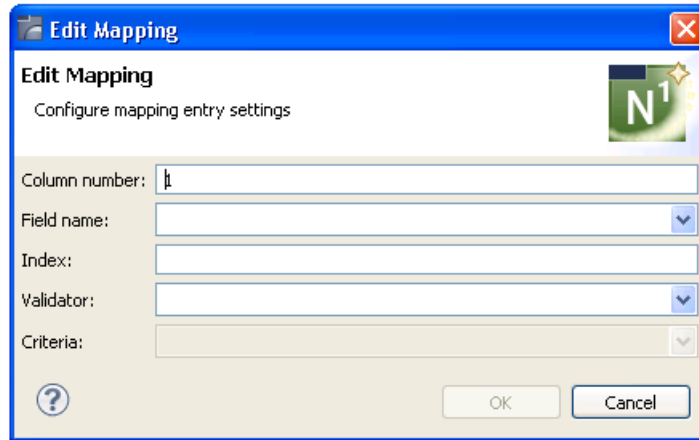 Edit Mapping
Edit Mapping
Configure mapping entry settings
N1
Column number: 1
Field name:
Index:
Validator:
Criteria:
?
OK Cancel